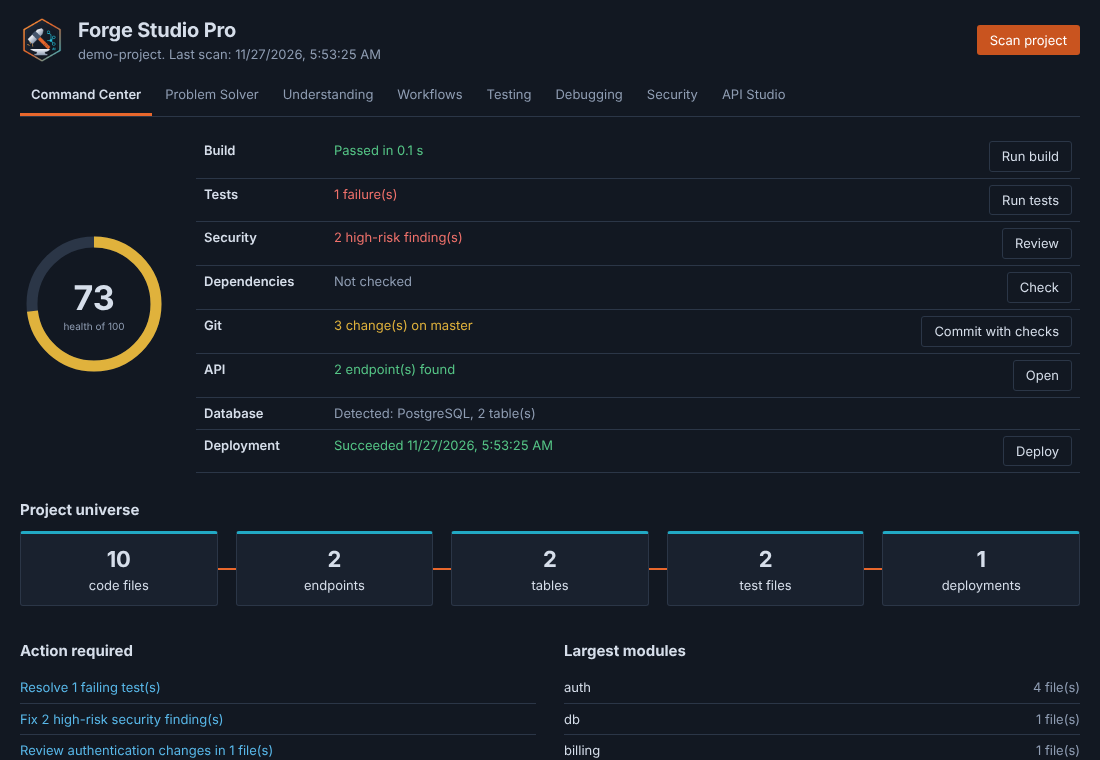 Forge Studio Pro
demo-project. Last scan: 11/27/2026, 5:53:25 AM
Scan project
Command Center Problem Solver Understanding Workflows Testing Debugging Security API Studio
73
health of 100
Build Passed in 0.1 s Run build
Tests 1 failure(s) Run tests
Security 2 high-risk finding(s) Review
Dependencies Not checked Check
Git 3 change(s) on master Commit with checks
API 2 endpoint(s) found Open
Database Detected: PostgreSQL, 2 table(s)
Deployment Succeeded 11/27/2026, 5:53:25 AM Deploy
Project universe
10 2 2 2 1
code files endpoints tables test files deployments
Action required
Resolve 1 failing test(s)
Fix 2 high-risk security finding(s)
Review authentication changes in 1 file(s)
Largest modules
auth 4 file(s)
db 1 file(s)
billing 1 file(s)